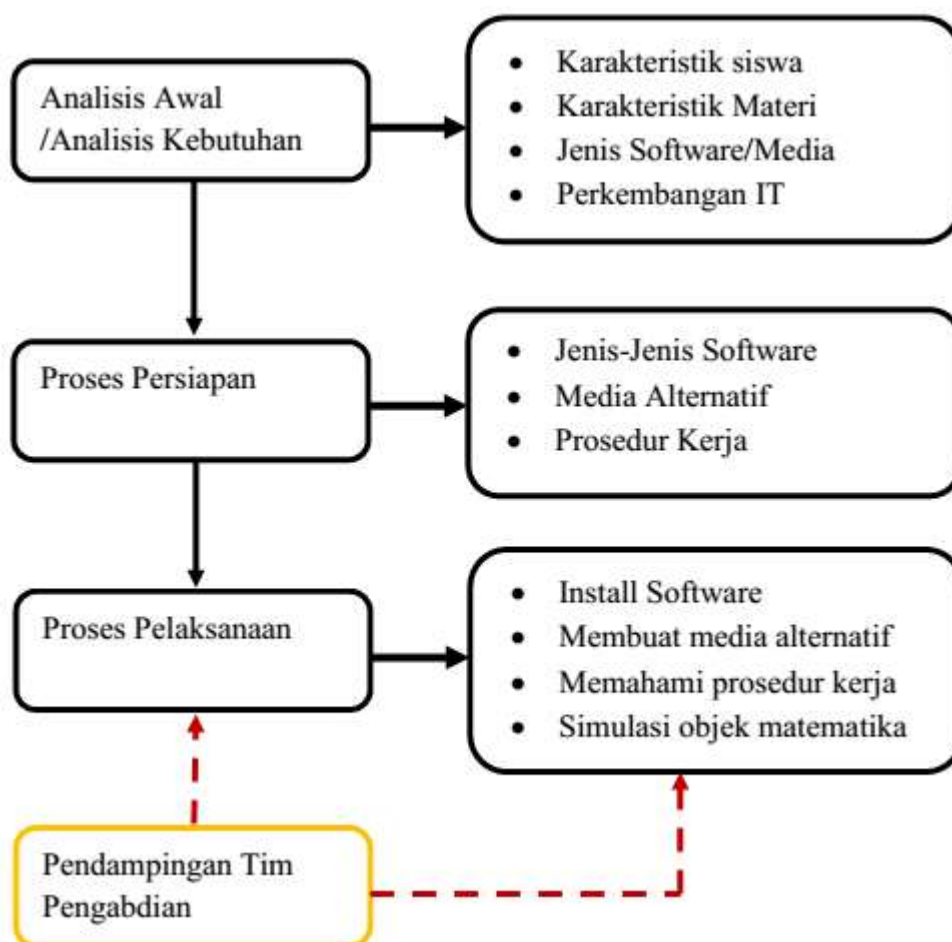 Analisis Awal
/Analisis Kebutuhan
• Karakteristik siswa
• Karakteristik Materi
• Jenis Software/Media
• Perkembangan IT
Proses Persiapan
• Jenis-Jenis Software
• Media Alternatif
• Prosedur Kerja
Proses Pelaksanaan
• Install Software
• Membuat media alternatif
• Memahami prosedur kerja
• Simulasi objek matematika
Pendampingan Tim
Pengabdian